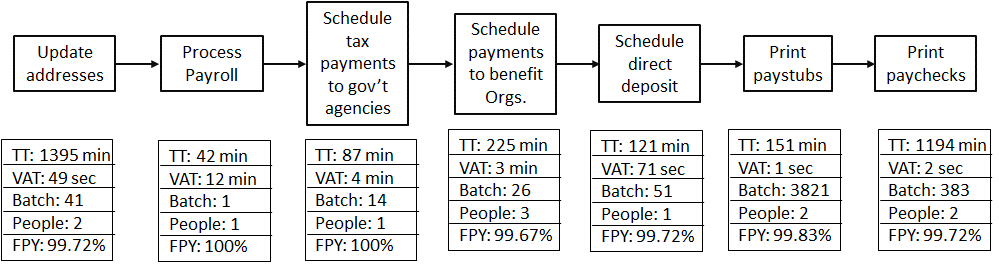 Update
addresses
Process
Payroll
Schedule
tax
payments
to gov’t
agencies
Schedule
payments
to benefit
Orgs.
Schedule
direct
deposit
Print
paystubs
Print
paychecks
TT: 1395 min
VAT: 49 sec
Batch: 41
People: 2
FPY: 99.72%
TT: 42 min
VAT: 12 min
Batch: 1
People: 1
FPY: 100%
TT: 87 min
VAT: 4 min
Batch: 14
People: 1
FPY: 100%
TT: 225 min
VAT: 3 min
Batch: 26
People: 3
FPY: 99.67%
TT: 121 min
VAT: 71 sec
Batch: 51
People: 1
FPY: 99.72%
TT: 151 min
VAT: 1 sec
Batch: 3821
People: 2
FPY: 99.83%
TT: 1194 min
VAT: 2 sec
Batch: 383
People: 2
FPY: 99.72%